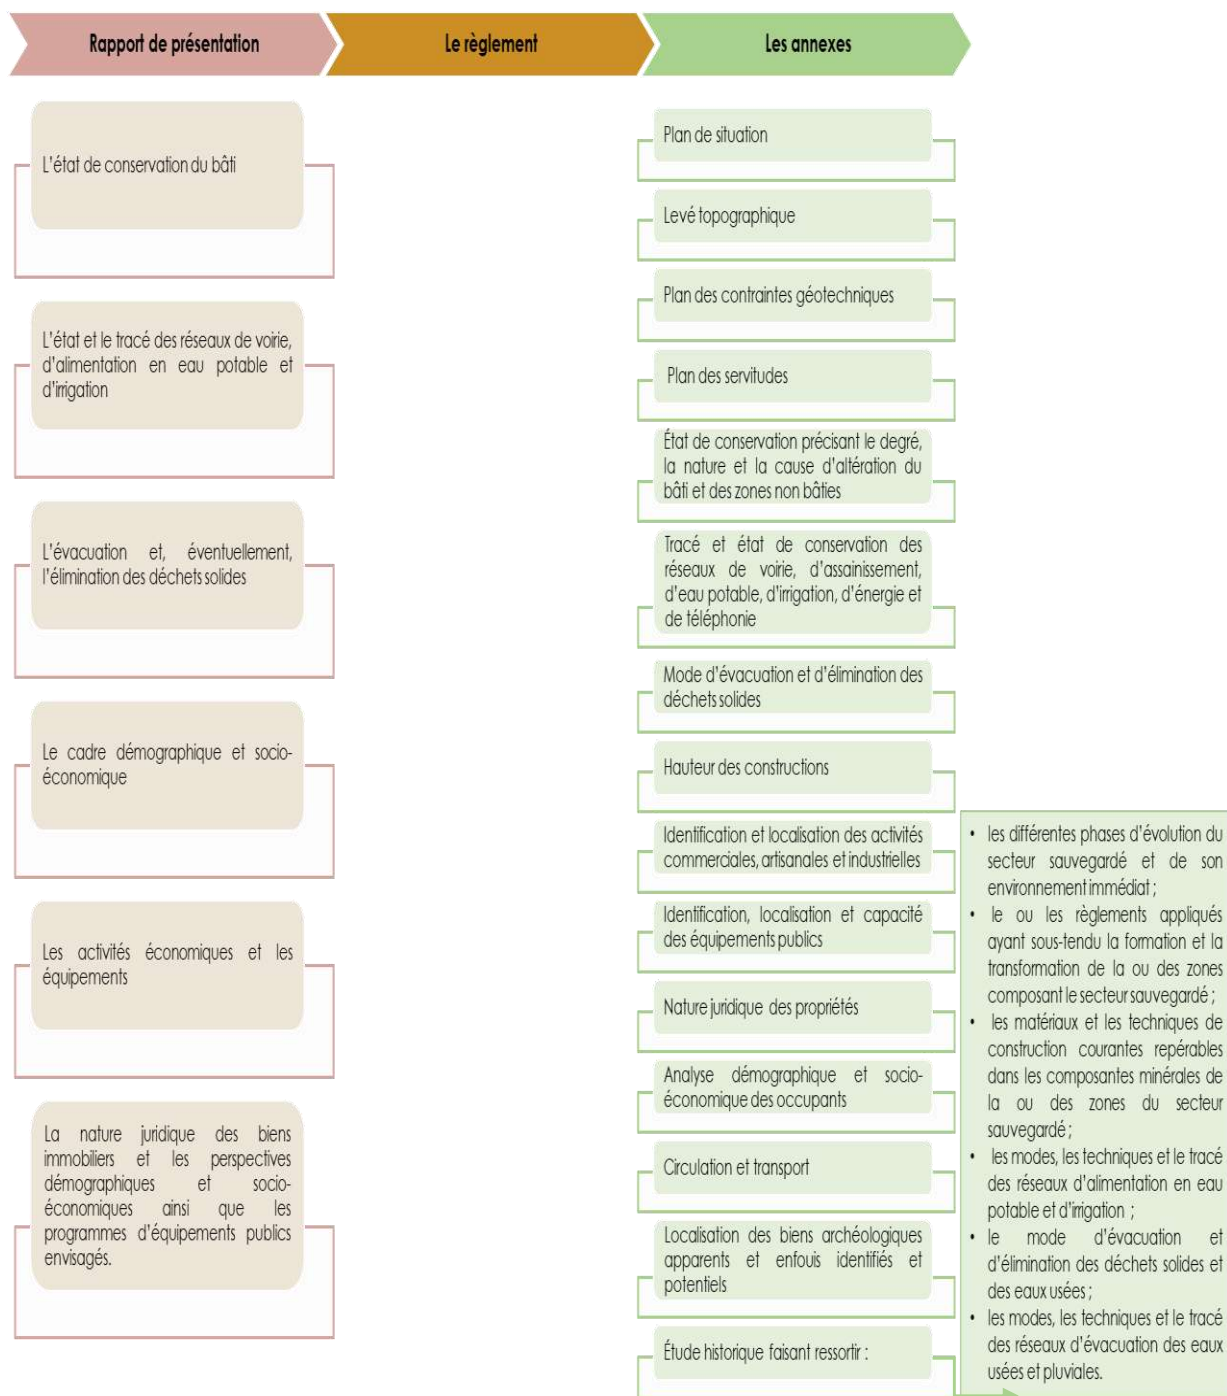 Rapport de présentation
Le règlement
Les annexes
L'état de conservation du bâti
L'état et le tracé des réseaux de voirie,
d'alimentation en eau potable et
d'irrigation
L'évacuation et, éventuellement,
l'élimination des déchets solides
Le cadre démographique et socio-
économique
Les activités économiques et les
équipements
La nature juridique des biens
immobiliers et les perspectives
démographiques et socio-
économiques ainsi que les
programmes d'équipements publics
envisagés.
Plan de situation
Levé topographique
Plan des contraintes géotechniques
Plan des servitudes
État de conservation précisant le degré,
la nature et la cause d'altération du
bâti et des zones non bâties
Tracé et état de conservation des
réseaux de voirie, d'assainissement,
d'eau potable, d'irrigation, d'énergie et
de téléphonie
Mode d'évacuation et d'élimination des
déchets solides
Hauteur des constructions
Identification et localisation des activités
commerciales, artisanales et industrielles
Identification, localisation et capacité
des équipements publics
Nature juridique des propriétés
Analyse démographique et socio-
économique des occupants
Circulation et transport
Localisation des biens archéologiques
apparents et enfouis identifiés et
potentiels
Étude historique faisant ressortir :
• les différentes phases d'évolution du
secteur sauvegardé et de son
environnement immédiat ;
• le ou les règlements appliqués
ayant sous-tendu la formation et la
transformation de la ou des zones
composant le secteur sauvegardé ;
• les matériaux et les techniques de
construction courantes repérables
dans les composantes minérales de
la ou des zones du secteur
sauvegardé ;
• les modes, les techniques et le tracé
des réseaux d'alimentation en eau
potable et d'irrigation ;
• le mode d'évacuation et
d'élimination des déchets solides et
des eaux usées ;
• les modes, les techniques et le tracé
des réseaux d'évacuation des eaux
usées et pluviales.